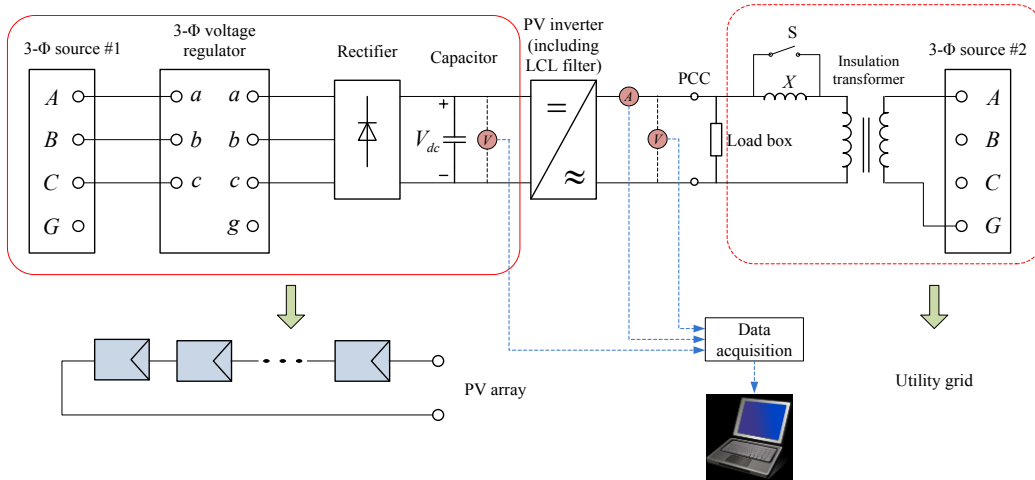 3-Φ source #1
A
B
C
G
3-Φ voltage
regulator
a
b
c
a
b
c
g
Rectifier
Capacitor
+
V_dc
−
V
PV inverter
(including
LCL filter)
=
≈
A
V
PCC
Load box
S
X
Insulation
transformer
3-Φ source #2
A
B
C
G
PV array
Data
acquisition
Utility grid